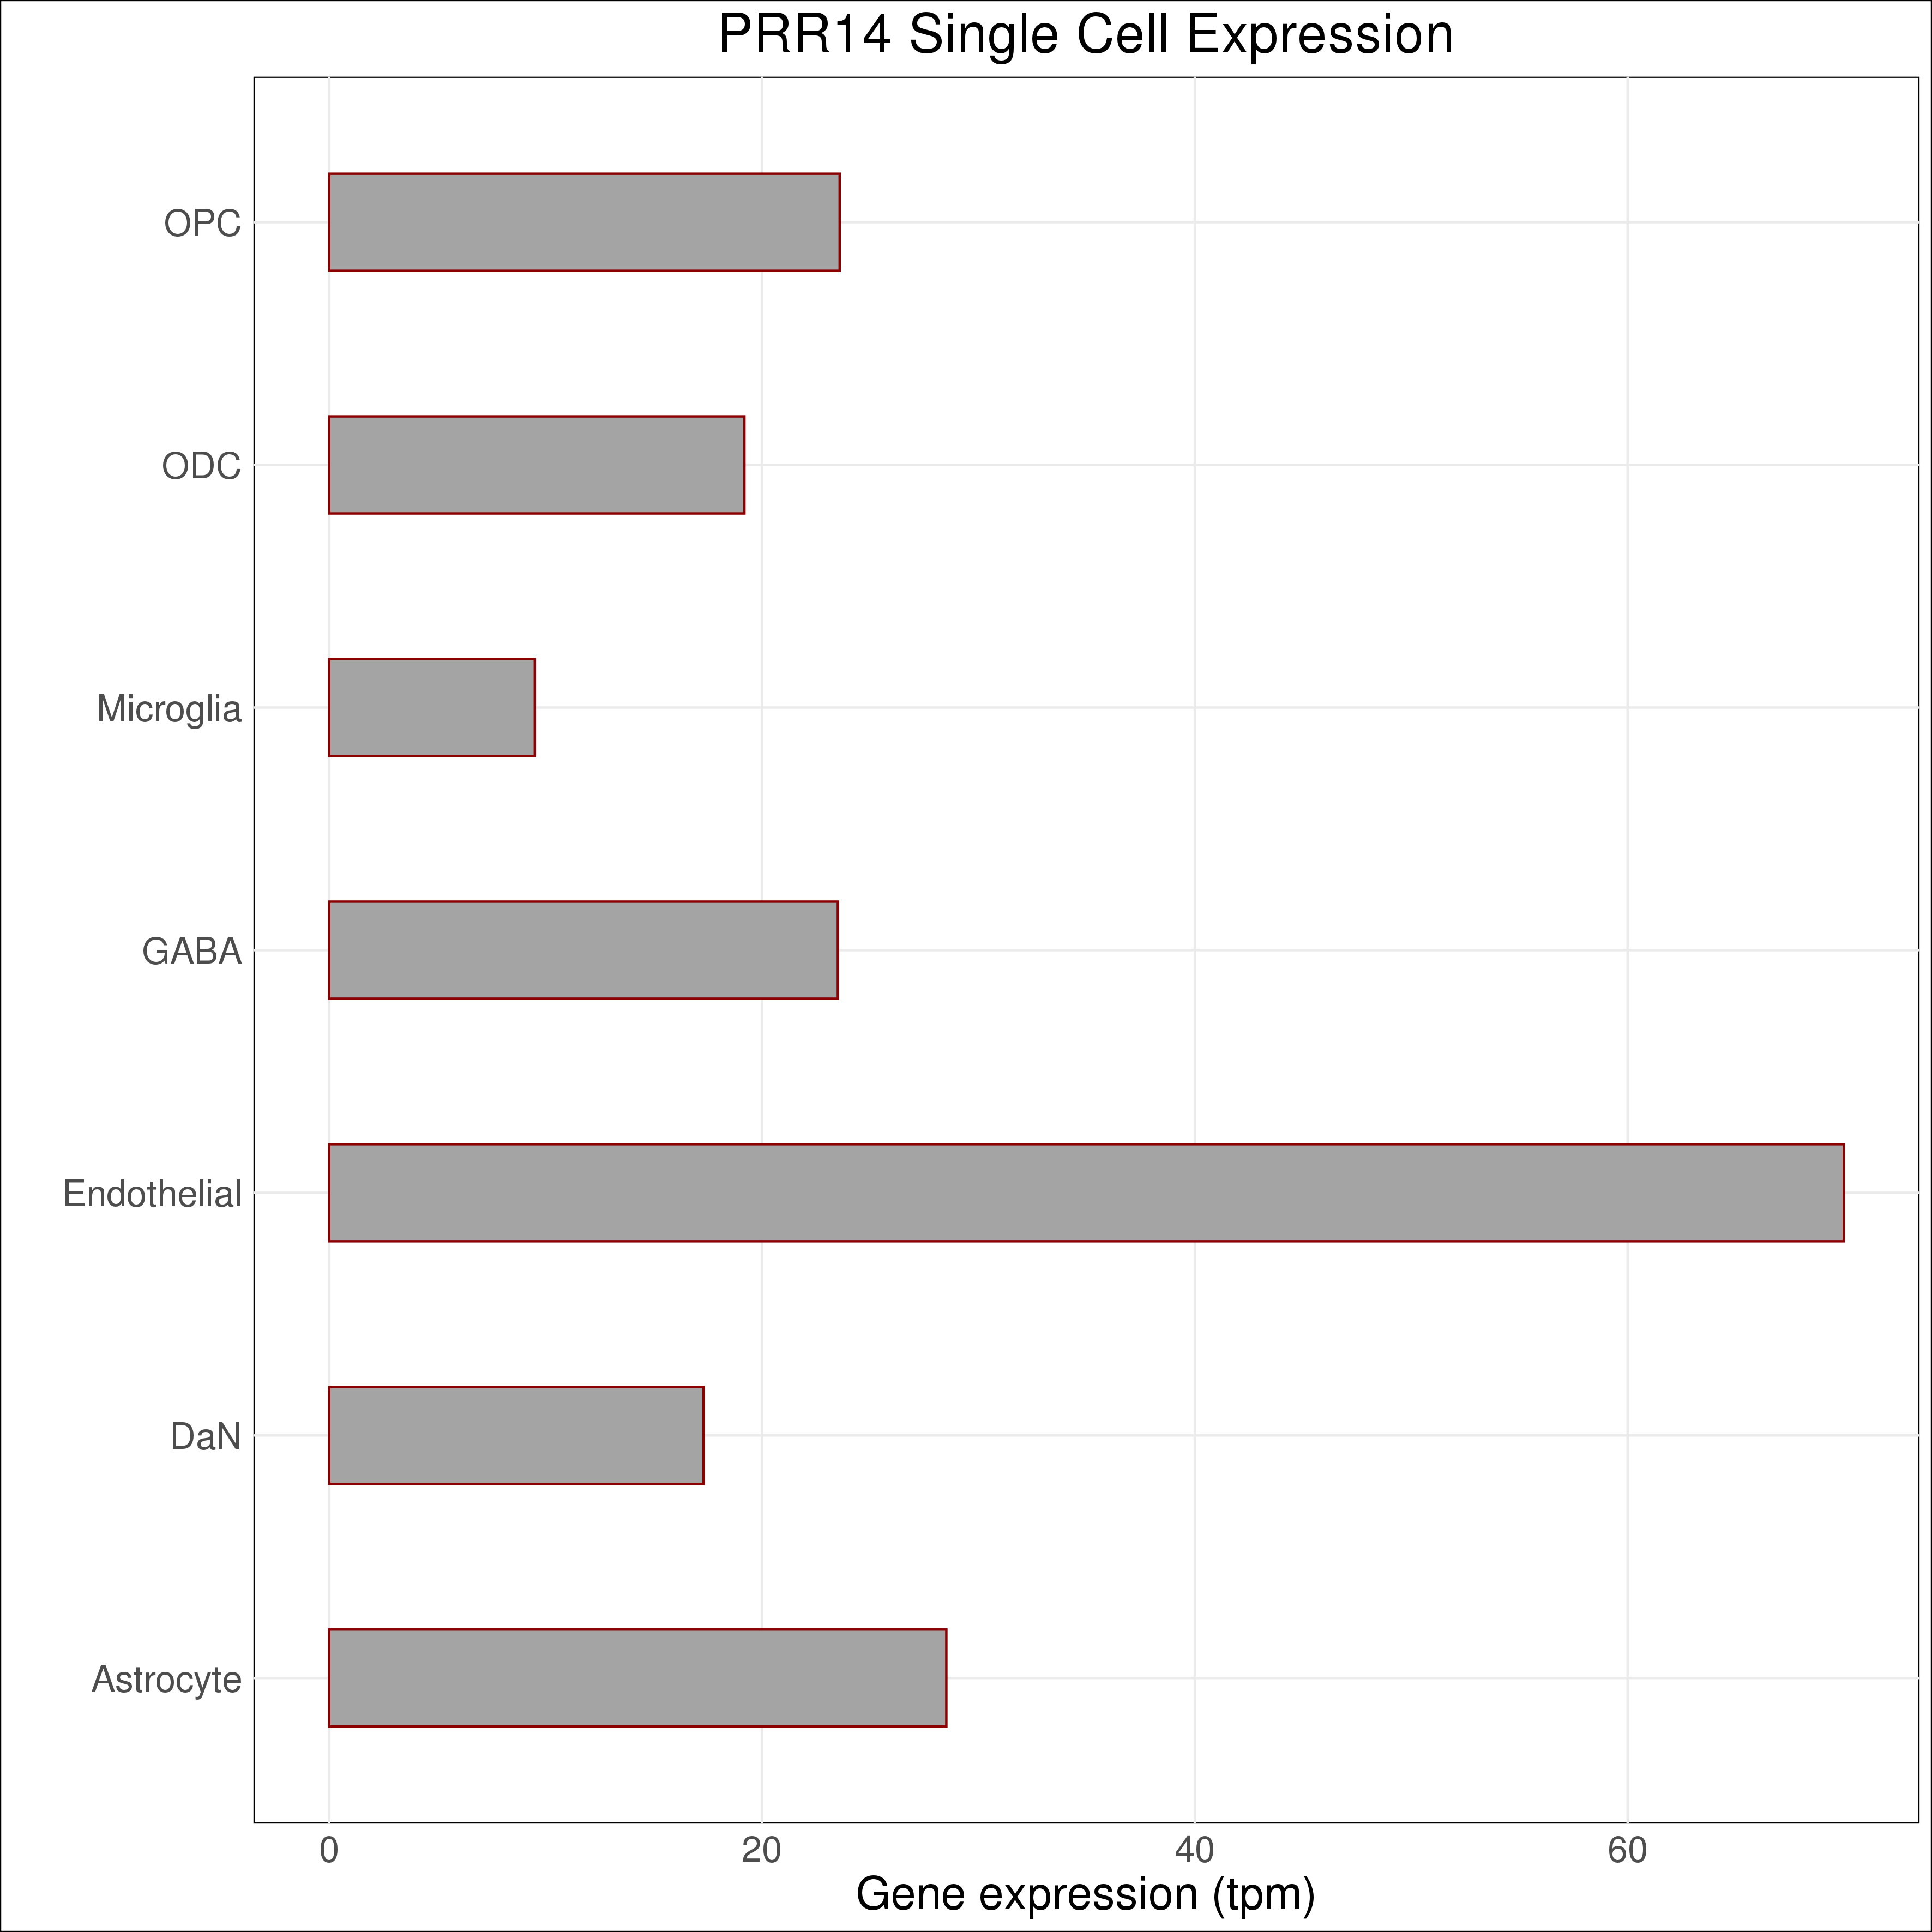 PRR14 Single Cell Expression
OPC
ODC
Microglia
GABA
Endothelial
DaN
Astrocyte
0 20 40 60
Gene expression (tpm)